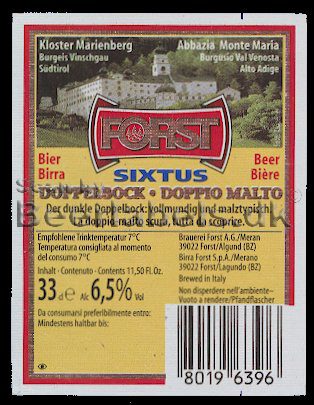 Kloster Marienberg
Burgeis Vinschgau
Südtirol
Abbazia Monte Maria
Burgusio Val Venosta
Alto Adige
FORST
SIXTUS
Bier
Birra
Beer
Bière
DOPPELBOCK · DOPPIO MALTO
Der dunkle Doppelbock: vollmundig und malztypisch
La doppio malto scura, tutta da scoprire.
Empfohlene Trinktemperatur 7°C
Temperatura consigliata al momento
del consumo 7°C
Inhalt · Contenuto · Contents 11,50 Fl. Oz.
33 cl e Alc. 6,5% Vol
Da consumarsi preferibilmente entro:
Mindestens haltbar bis:
Brauerei Forst A.G./Meran
39022 Forst/Algund (BZ)
Birra Forst S.p.A./Merano
39022 Forst/Lagundo (BZ)
Brewed in Italy
Non disperdere nell'ambiente-
Vuoto a rendere/Pfandflasche
8019 6396